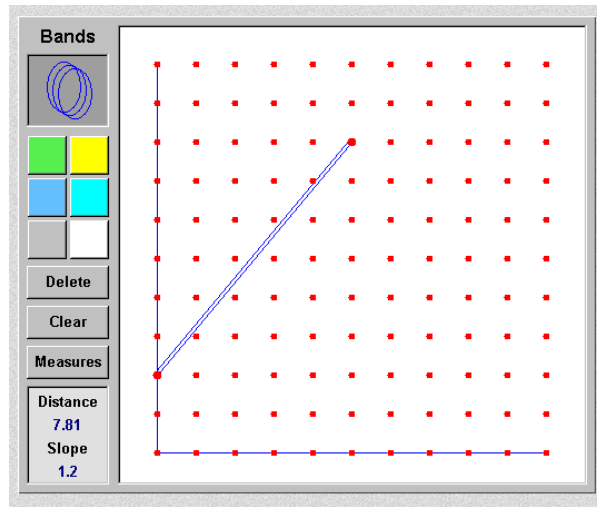 Bands
Delete
Clear
Measures
Distance
7.81
Slope
1.2